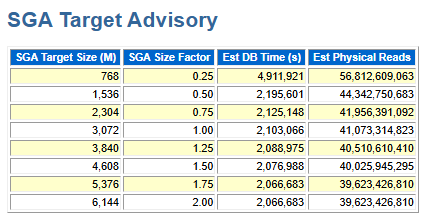 SGA Target Advisory
SGA Target Size (M) SGA Size Factor Est DB Time (s) Est Physical Reads
768 0.25 4,911,921 56,812,609,063
1,536 0.50 2,195,601 44,342,750,683
2,304 0.75 2,125,148 41,956,391,092
3,072 1.00 2,103,066 41,073,314,823
3,840 1.25 2,088,975 40,510,610,410
4,608 1.50 2,076,988 40,025,945,295
5,376 1.75 2,066,683 39,623,426,810
6,144 2.00 2,066,683 39,623,426,810